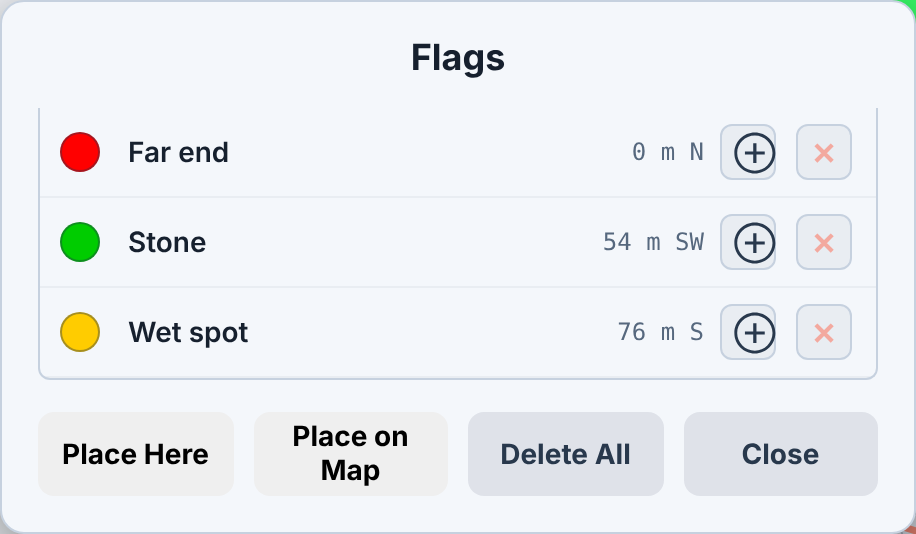 Flags
Far end 0 m N
Stone 54 m SW
Wet spot 76 m S
Place Here
Place on
Map
Delete All
Close